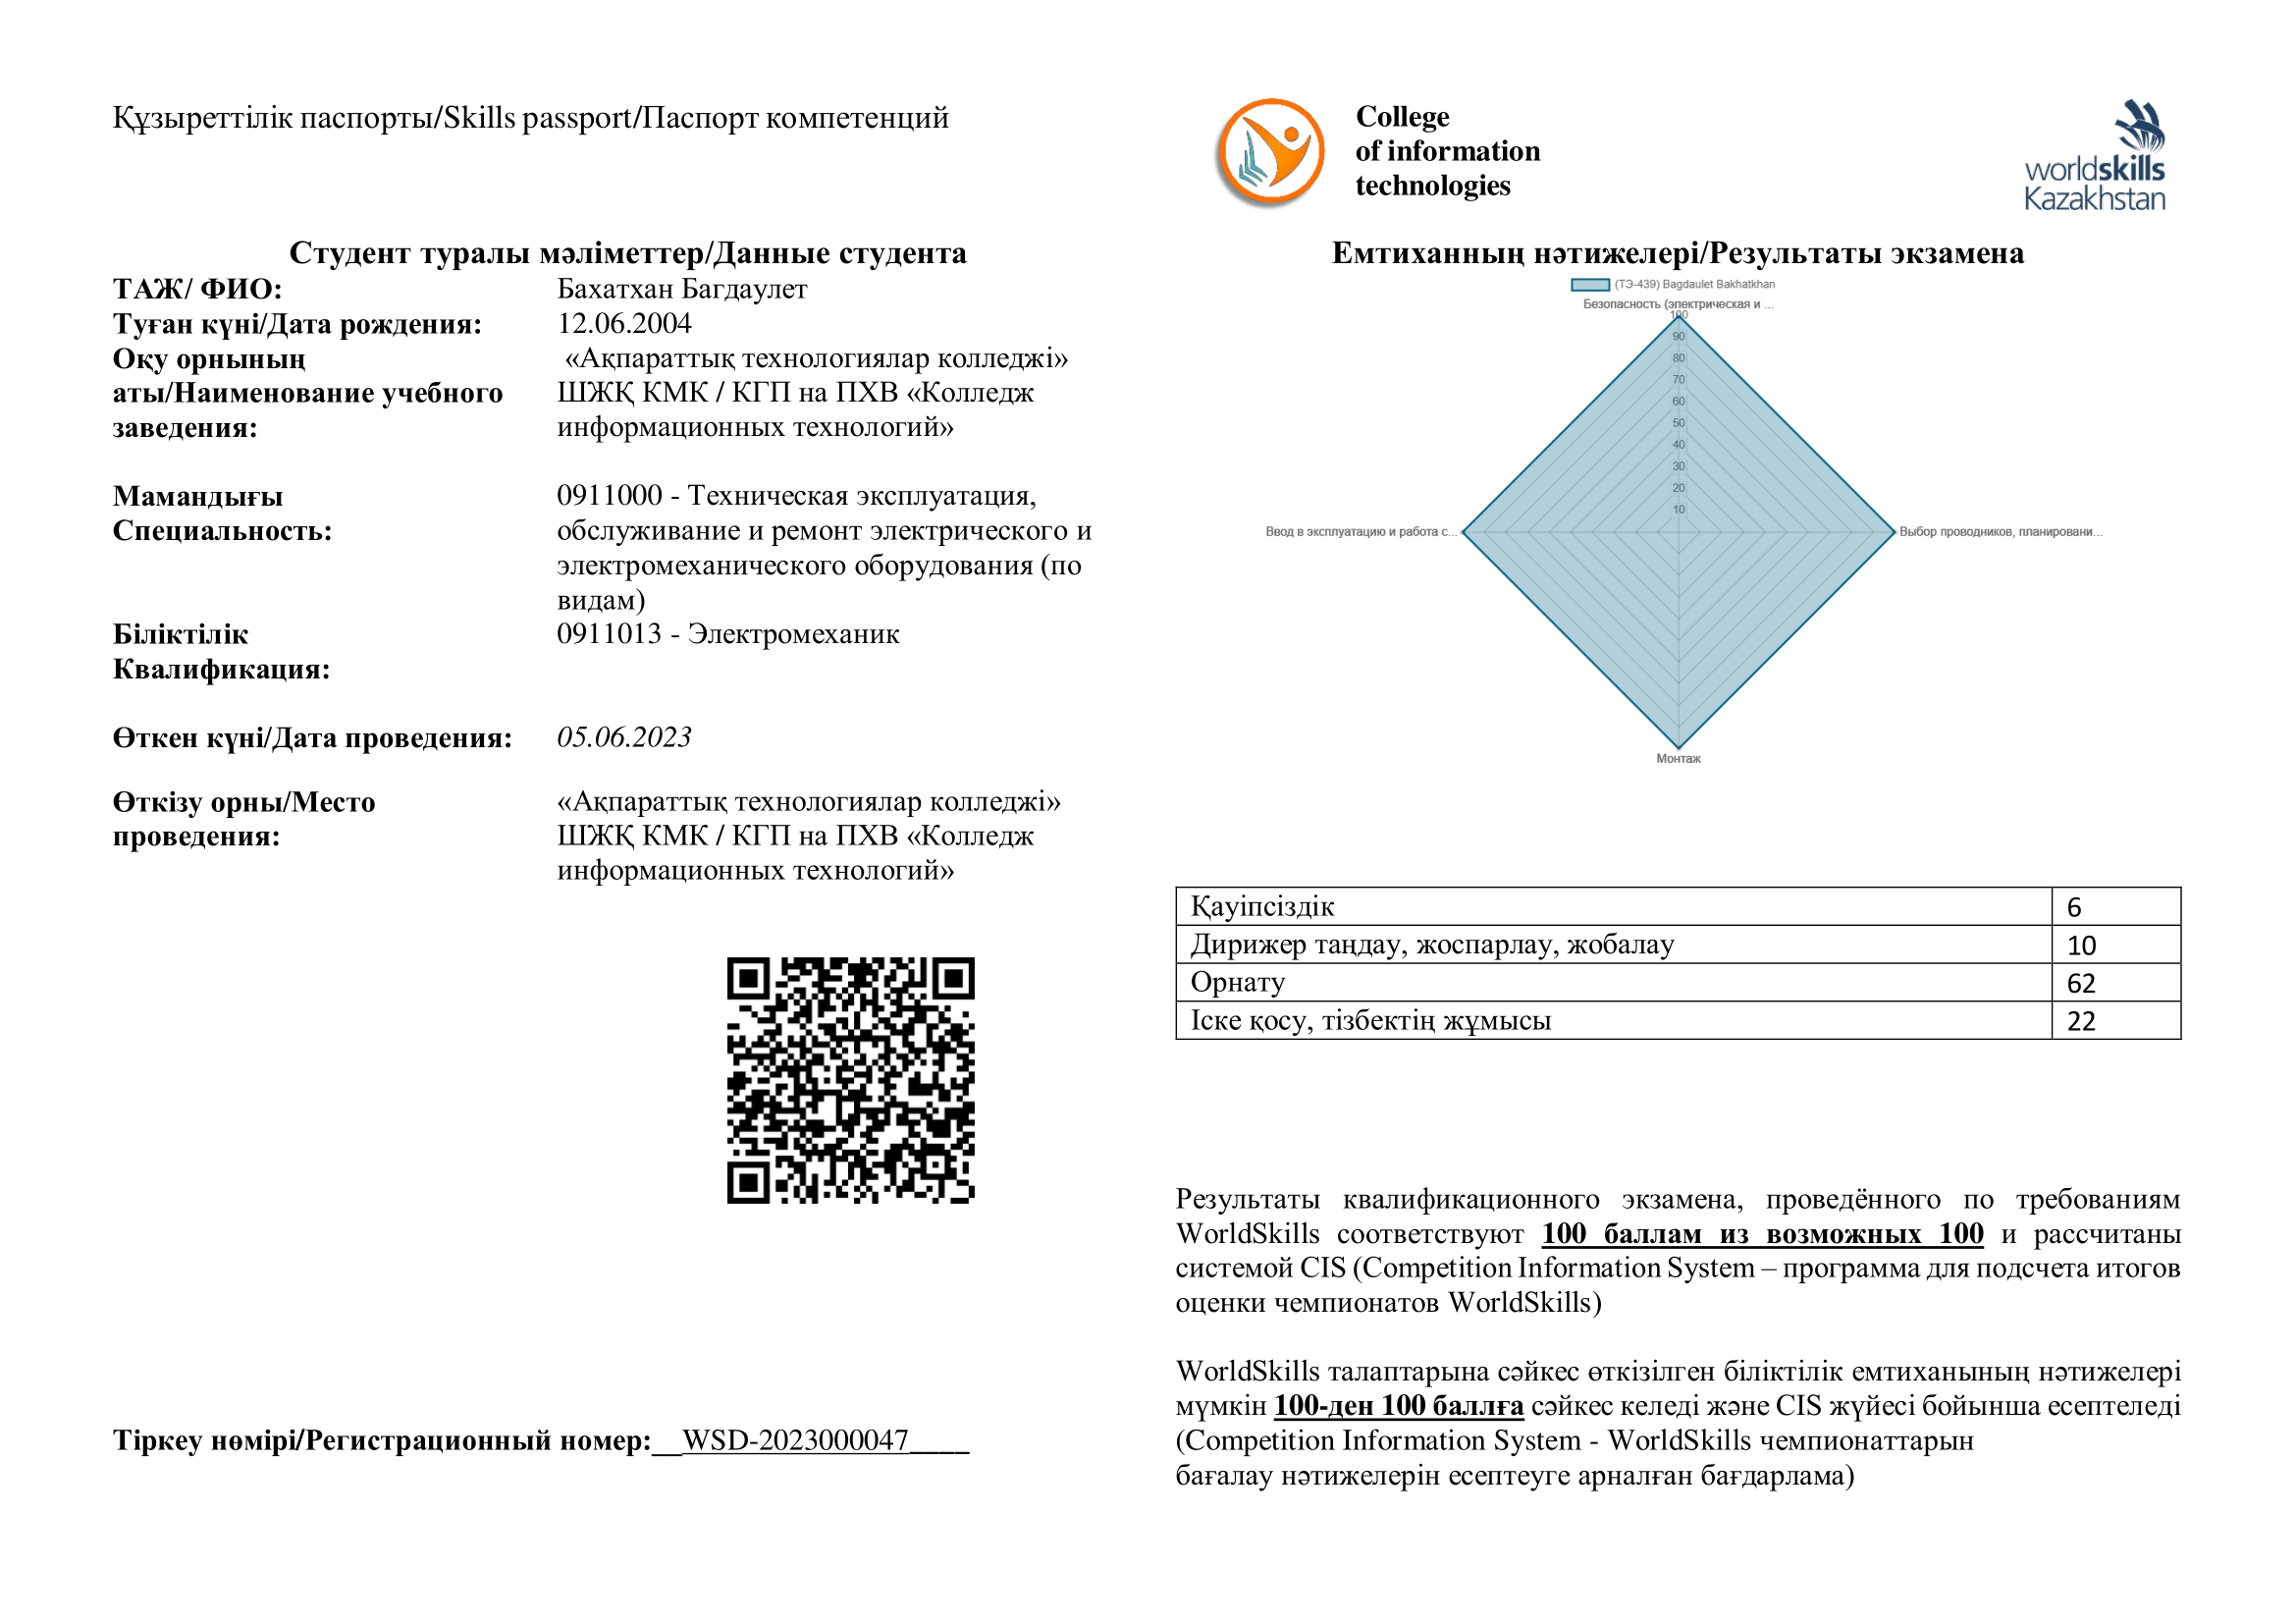 Құзыреттілік паспорты/Skills passport/Паспорт компетенций
Студент туралы мәліметтер/Данные студента
ТАЖ/ ФИО: Бахатхан Багдаулет
Туған күні/Дата рождения: 12.06.2004
Оқу орнының «Ақпараттық технологиялар колледжі»
аты/Наименование учебного ШЖҚ КМК / КГП на ПХВ «Колледж
заведения: информационных технологий»
Мамандығы 0911000 - Техническая эксплуатация,
Специальность: обслуживание и ремонт электрического и
электромеханического оборудования (по
видам)
Біліктілік 0911013 - Электромеханик
Квалификация:
Өткен күні/Дата проведения: 05.06.2023
Өткізу орны/Место «Ақпараттық технологиялар колледжі»
проведения: ШЖҚ КМК / КГП на ПХВ «Колледж
информационных технологий»
Тіркеу нөмірі/Регистрационный номер:__WSD-2023000047____
College
of information
technologies
worldskills
Kazakhstan
Емтиханның нәтижелері/Результаты экзамена
(ТЭ-439) Bagdaulet Bakhatkhan
Безопасность (электрическая и ...
100
90
80
70
60
50
40
30
20
10
Ввод в эксплуатацию и работа с...
Выбор проводников, планировани...
Монтаж
Қауіпсіздік 6
Дирижер таңдау, жоспарлау, жобалау 10
Орнату 62
Іске қосу, тізбектің жұмысы 22
Результаты квалификационного экзамена, проведённого по требованиям
WorldSkills соответствуют 100 баллам из возможных 100 и рассчитаны
системой CIS (Competition Information System – программа для подсчета итогов
оценки чемпионатов WorldSkills)
WorldSkills талаптарына сәйкес өткізілген біліктілік емтиханының нәтижелері
мүмкін 100-ден 100 баллға сәйкес келеді және CIS жүйесі бойынша есептеледі
(Competition Information System - WorldSkills чемпионаттарын
бағалау нәтижелерін есептеуге арналған бағдарлама)